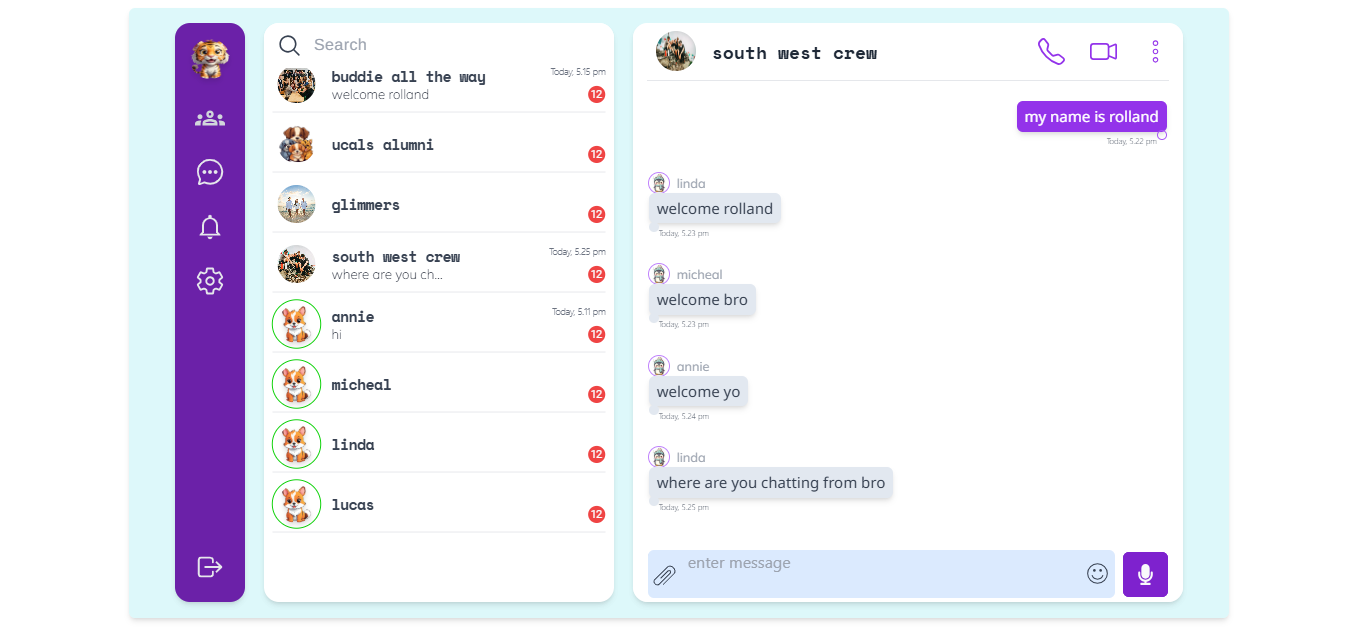 Search
buddie all the way
Today, 5.15 pm
welcome rolland
12
ucals alumni
12
glimmers
12
south west crew
Today, 5.25 pm
where are you ch...
12
annie
Today, 5.11 pm
hi
12
micheal
12
linda
12
lucas
12
south west crew
my name is rolland
Today, 5.22 pm
linda
welcome rolland
Today, 5.23 pm
micheal
welcome bro
Today, 5.23 pm
annie
welcome yo
Today, 5.24 pm
linda
where are you chatting from bro
Today, 5.25 pm
enter message